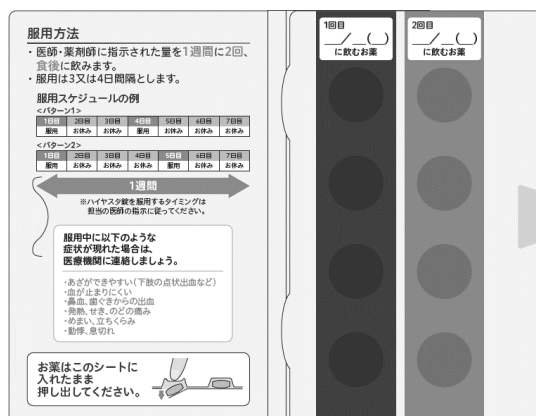 服用方法
・医師・薬剤師に指示された量を1週間に2回、
食後に飲みます。
・服用は3又は4日間隔とします。
服用スケジュールの例
<パターン1>
1日目 2日目 3日目 4日目 5日目 6日目 7日目
服用 お休み お休み 服用 お休み お休み お休み
<パターン2>
1日目 2日目 3日目 4日目 5日目 6日目 7日目
服用 お休み お休み お休み 服用 お休み お休み
1週間
※ハイヤスタ錠を服用するタイミングは
担当の医師の指示に従ってください。
服用中に以下のような
症状が現れた場合は、
医療機関に連絡しましょう。
・あざができやすい(下肢の点状出血など)
・血が止まりにくい
・鼻血、歯ぐきからの出血
・発熱、せき、のどの痛み
・めまい、立ちくらみ
・動悸、息切れ
お薬はこのシートに
入れたまま
押し出してください。
1回目
__/__(__)
に飲むお薬
2回目
__/__(__)
に飲むお薬